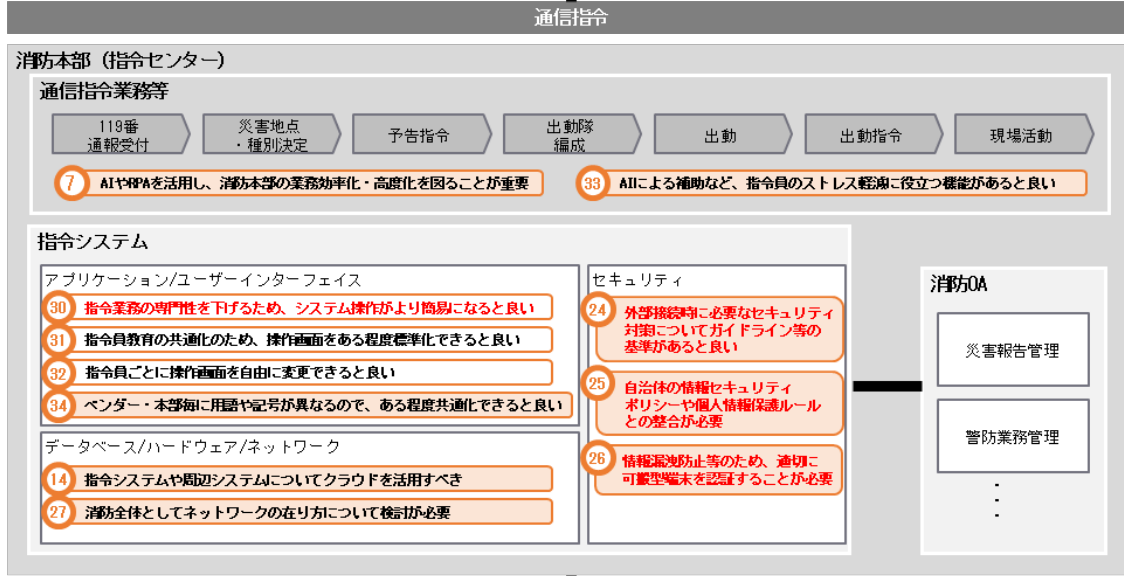 通信指令
消防本部（指令センター）
通信指令業務等
119番
通報受付
災害地点
・種別決定
予告指令
出動隊
編成
出動
出動指令
現場活動
7 AIやRPAを活用し、消防本部の業務効率化・高度化を図ることが重要
33 AIIによる補助など、指令員のストレス軽減に役立つ機能があると良い
指令システム
アプリケーション/ユーザーインターフェイス
30 指令業務の専門性を下げるため、システム操作がより簡易になると良い
31 指令員教育の共通化のため、操作画面をある程度標準化できると良い
32 指令員ごとに操作画面を自由に変更できると良い
34 ベンダー・本部毎に用語や記号が異なるので、ある程度共通化できると良い
データベース/ハードウェア/ネットワーク
14 指令システムや周辺システムについてクラウドを活用すべき
27 消防全体としてネットワークの在り方について検討が必要
セキュリティ
24 外部接続時に必要なセキュリティ
対策についてガイドライン等の
基準があると良い
25 自治体の情報セキュリティ
ポリシーや個人情報保護ルール
との整合が必要
26 情報漏洩防止等のため、適切に
可搬型端末を認証することが必要
消防OA
災害報告管理
警防業務管理